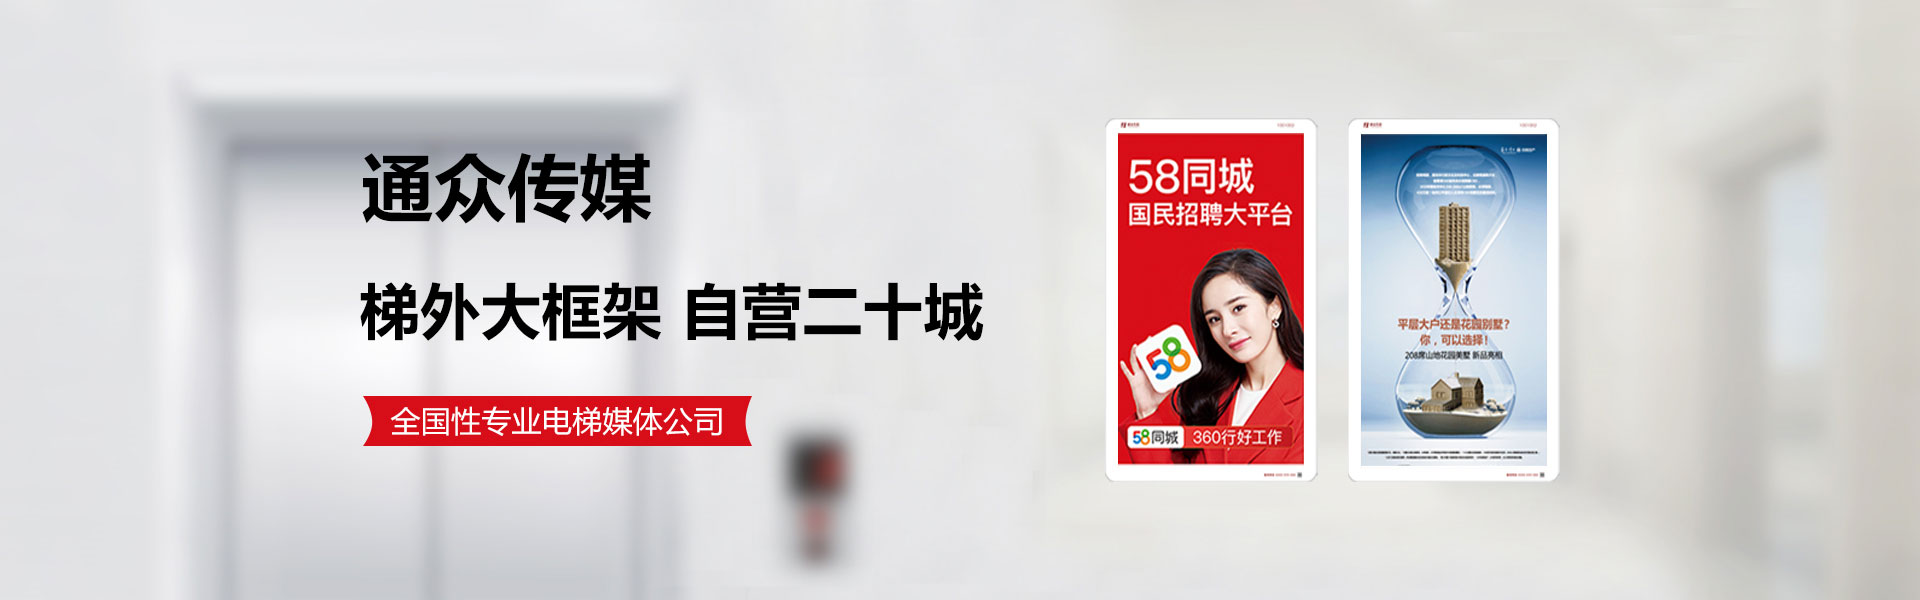 通众传媒
梯外大框架 自营二十城
全国性专业电梯媒体公司
58同城
国民招聘大平台
58
58同城
360行好工作
平层大户还是花园别墅?
你，可以选择!
208席山地花园美墅 新品亮相